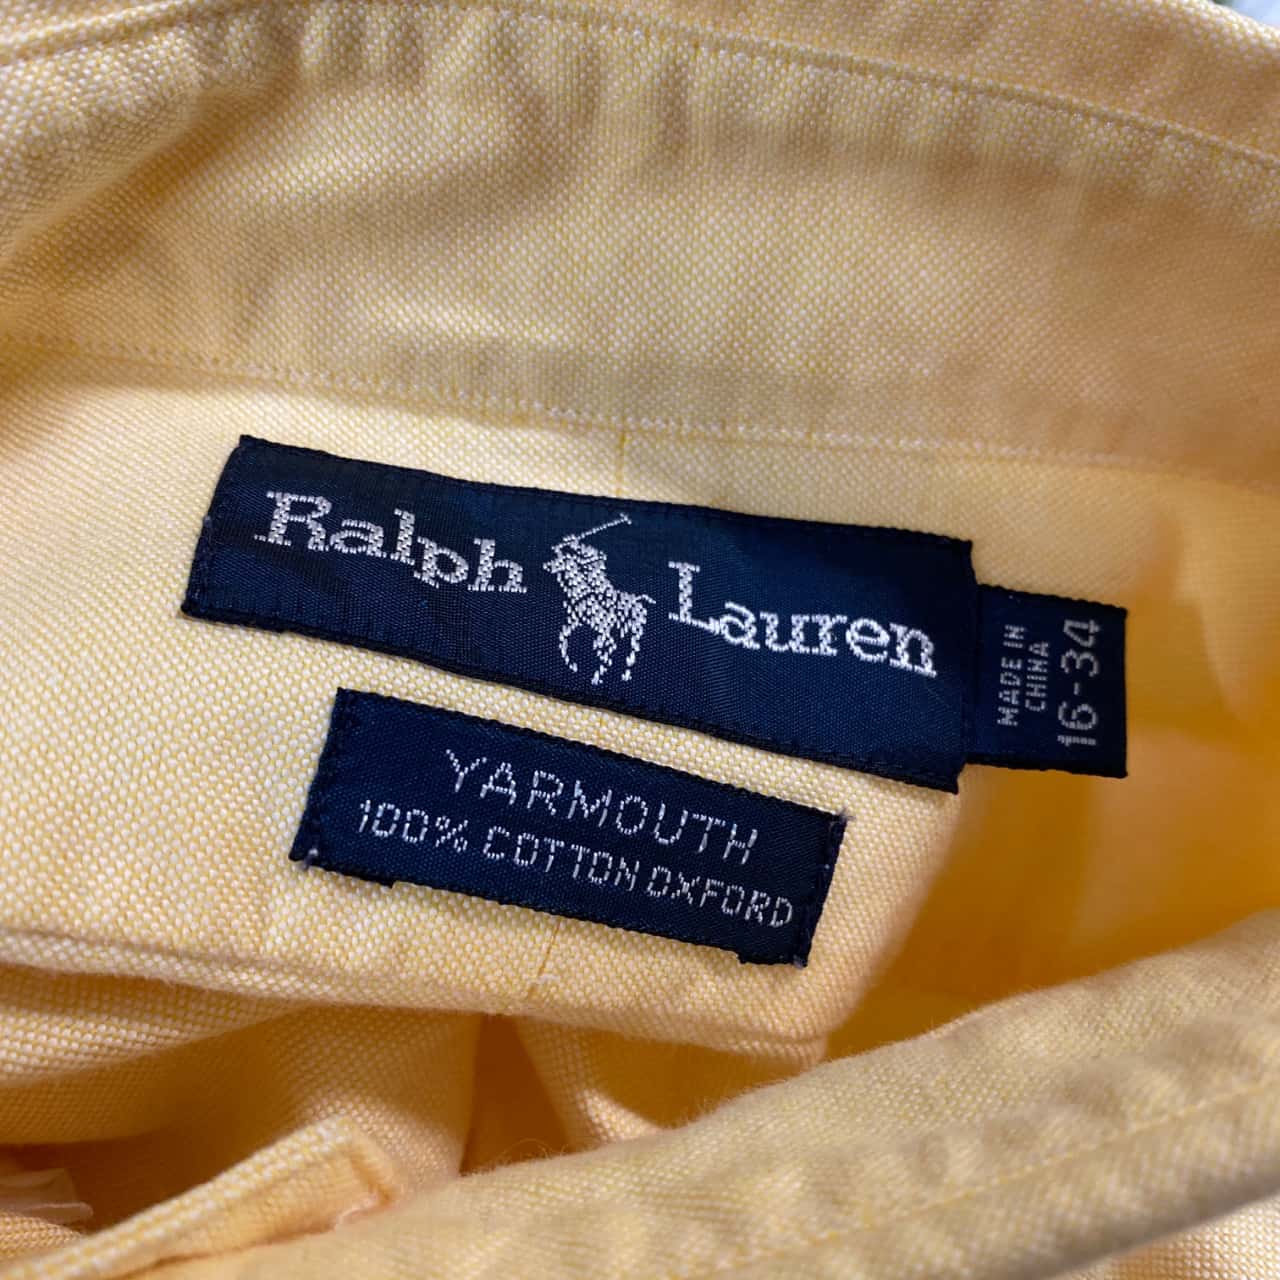 Ralph Lauren
MADE IN
CHINA
16-34
YARMOUTH
100% COTTON OXFORD